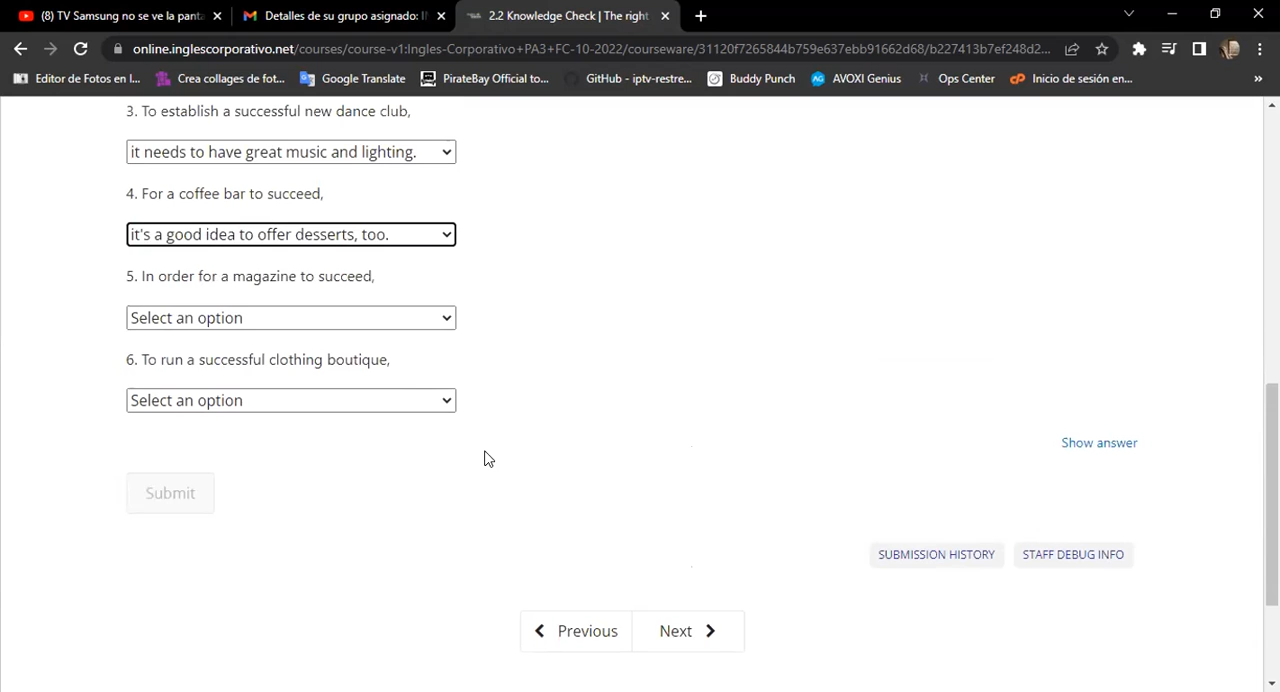 (8) TV Samsung no se ve la panta
Detalles de su grupo asignado: I
2.2 Knowledge Check | The right
online.inglescorporativo.net/courses/course-v1:Ingles-Corporativo+PA3+FC-10-2022/courseware/31120f7265844b759e637ebb91662d68/b227413b7ef248d2...
Editor de Fotos en l...
Crea collages de fot...
Google Translate
PirateBay Official to...
GitHub - iptv-restre...
Buddy Punch
AVOXI Genius
Ops Center
Inicio de sesión en...
»
3. To establish a successful new dance club,
it needs to have great music and lighting.
4. For a coffee bar to succeed,
it's a good idea to offer desserts, too.
5. In order for a magazine to succeed,
Select an option
6. To run a successful clothing boutique,
Select an option
Show answer
Submit
SUBMISSION HISTORY
STAFF DEBUG INFO
Previous
Next